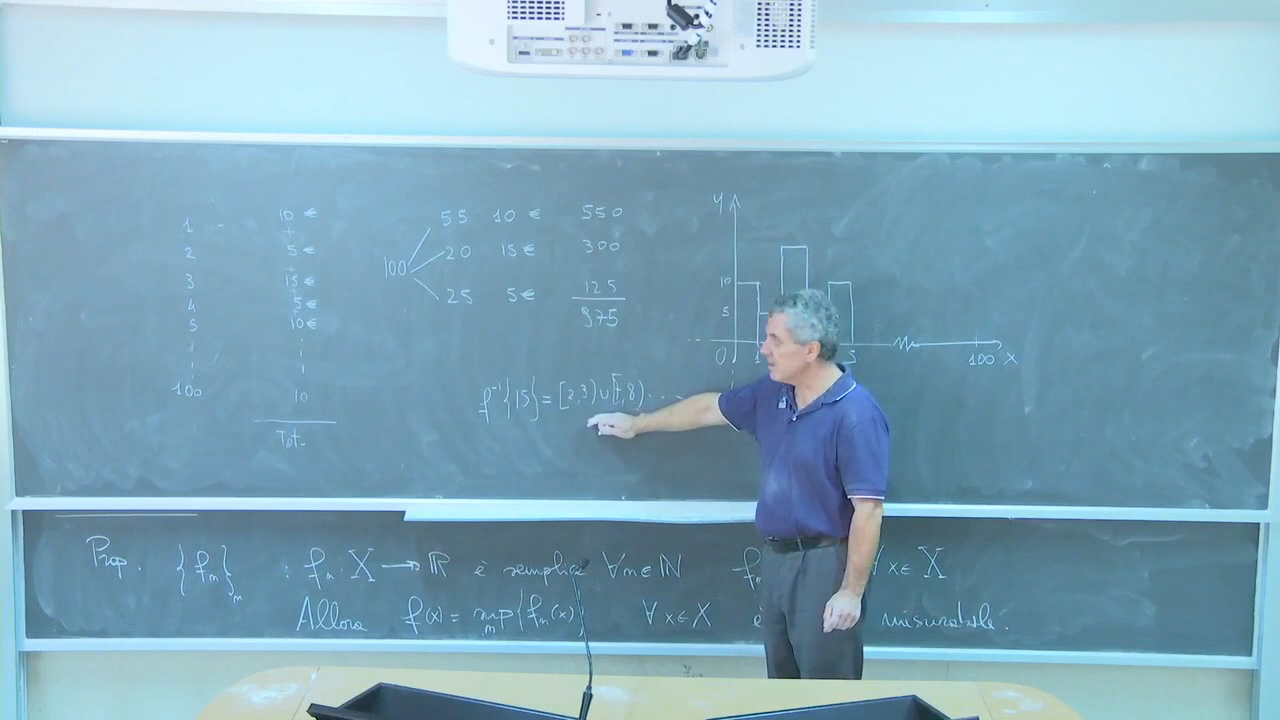 1 - 10 €
+
2 5 €
+
3 15 €
+
4 5 €
5 10 €
100 10
Tot.
100
55 10 € 550
20 15 € 300
25 5 € 125
975
y
10
5
0 1 5 100 x
f⁻¹{15} = [2,3) ∪ [7,8) ...
Prop. {fₙ}ₙ : fₙ : X → ℝ è semplice ∀n∈ℕ ∀x∈X
Allora f(x) = supₙ {fₙ(x) ∀x∈X è misurabile.